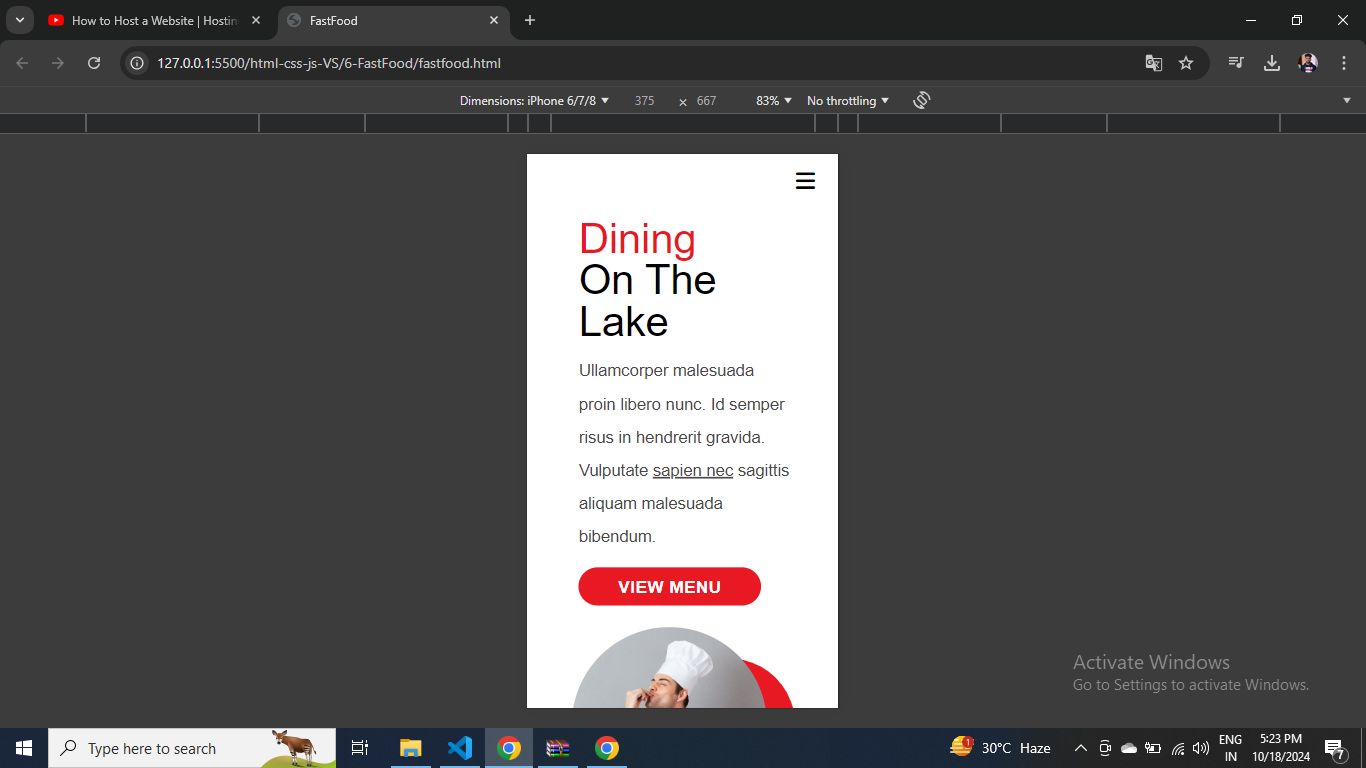 How to Host a Website | Hostin
FastFood
127.0.0.1:5500/html-css-js-VS/6-FastFood/fastfood.html
Dimensions: iPhone 6/7/8 375 × 667 83% No throttling
Dining
On The
Lake
Ullamcorper malesuada
proin libero nunc. Id semper
risus in hendrerit gravida.
Vulputate sapien nec sagittis
aliquam malesuada
bibendum.
VIEW MENU
Activate Windows
Go to Settings to activate Windows.
Type here to search
1
30°C Haze
ENG
IN
5:23 PM
10/18/2024
7